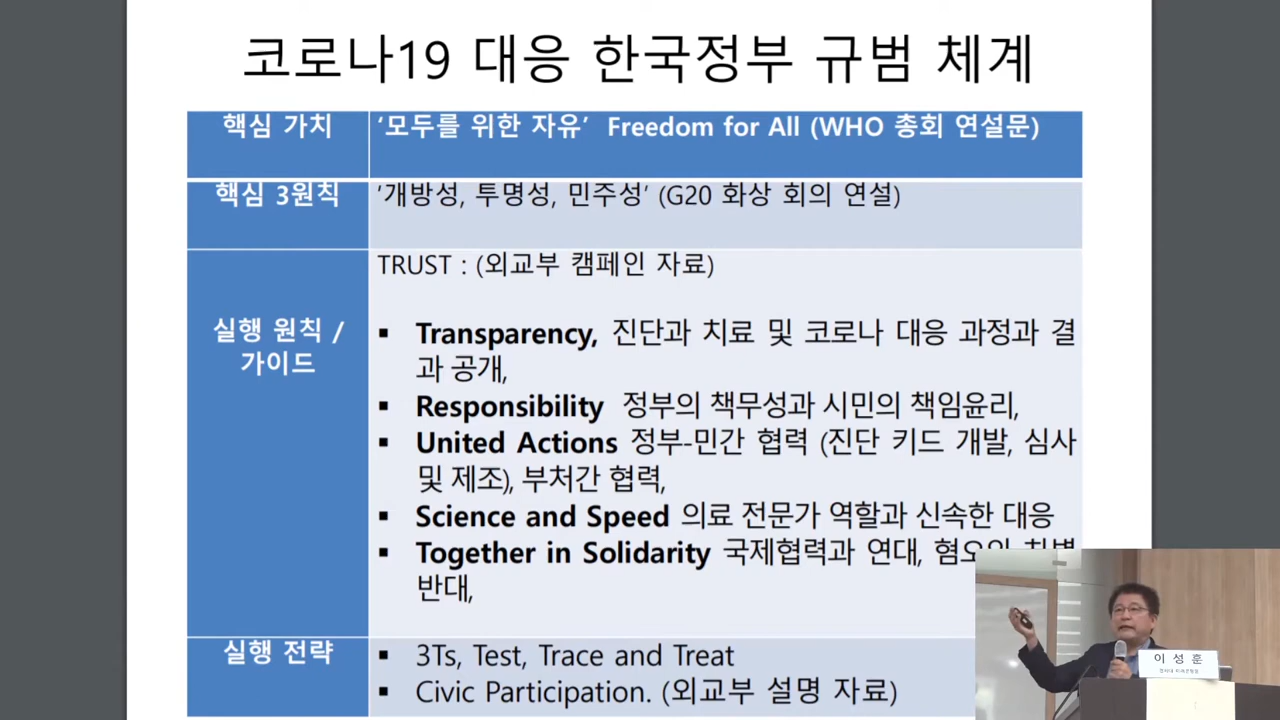 코로나19 대응 한국정부 규범 체계
핵심 가치
‘모두를 위한 자유’ Freedom for All (WHO 총회 연설문)
핵심 3원칙
‘개방성, 투명성, 민주성’ (G20 화상 회의 연설)
실행 원칙 /
가이드
TRUST : (외교부 캠페인 자료)
▪ Transparency, 진단과 치료 및 코로나 대응 과정과 결
과 공개,
▪ Responsibility 정부의 책무성과 시민의 책임윤리,
▪ United Actions 정부-민간 협력 (진단 키드 개발, 심사
및 제조), 부처간 협력,
▪ Science and Speed 의료 전문가 역할과 신속한 대응
▪ Together in Solidarity 국제협력과 연대,
반대,
실행 전략
▪ 3Ts, Test, Trace and Treat
▪ Civic Participation. (외교부 설명 자료)
이 성 훈